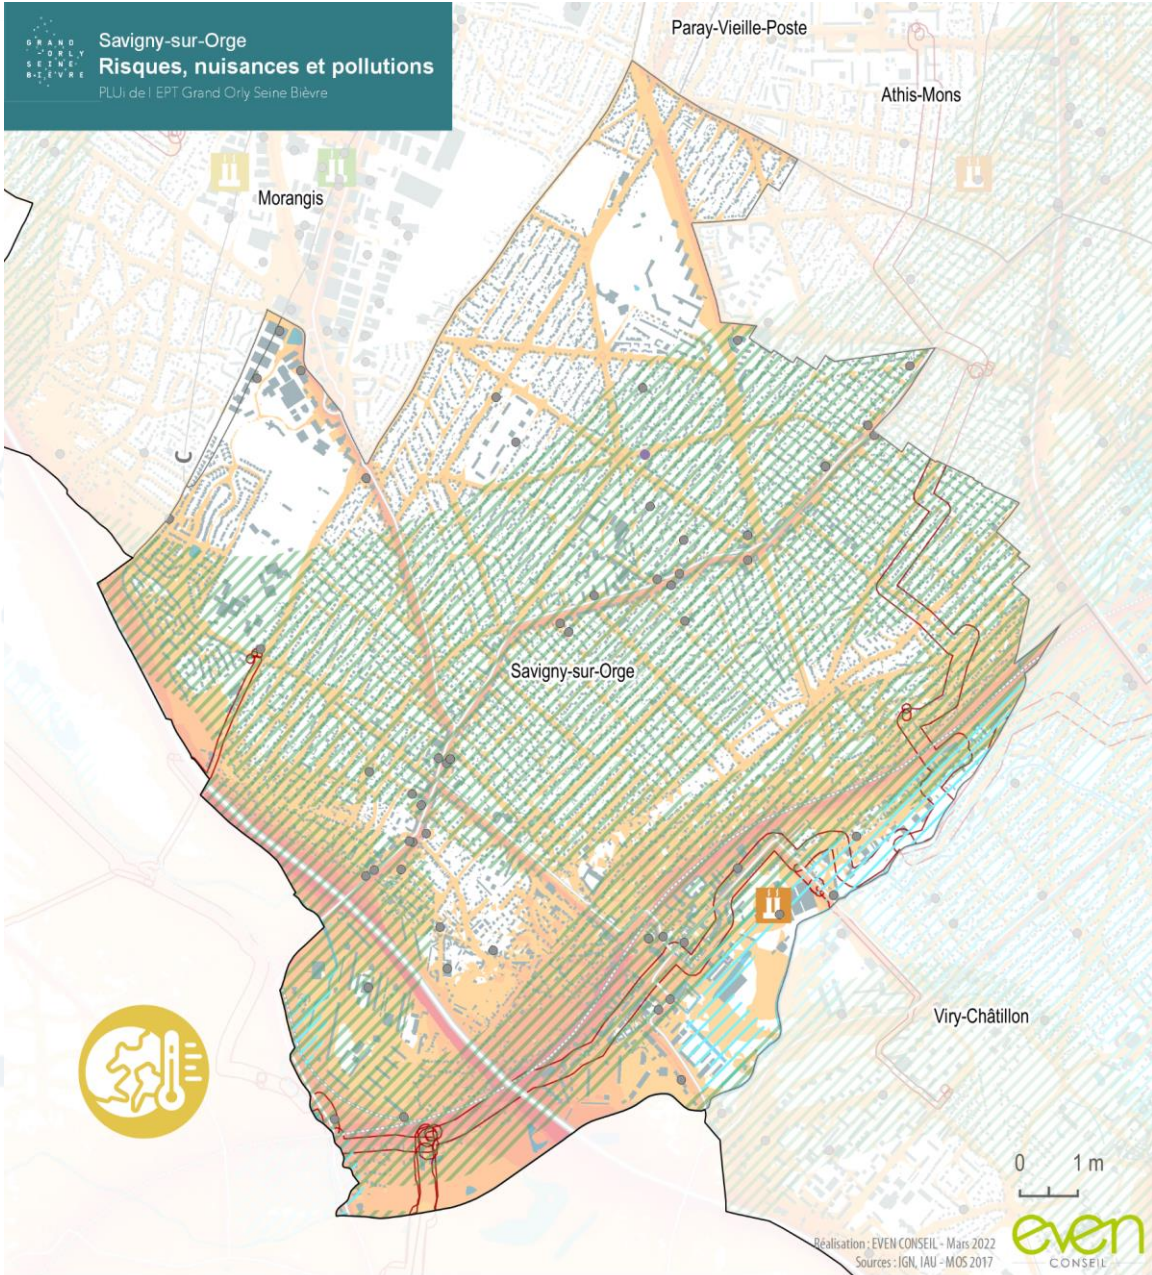 GRAND
-ORLY
SEINE-
BIÈVRE
Savigny-sur-Orge
Risques, nuisances et pollutions
PLUi de l EPT Grand Orly Seine Bièvre
Paray-Vieille-Poste
Athis-Mons
Morangis
Savigny-sur-Orge
Viry-Châtillon
0 1 m
Réalisation : EVEN CONSEIL - Mars 2022
Sources : IGN, IAU - MOS 2017
even
CONSEIL